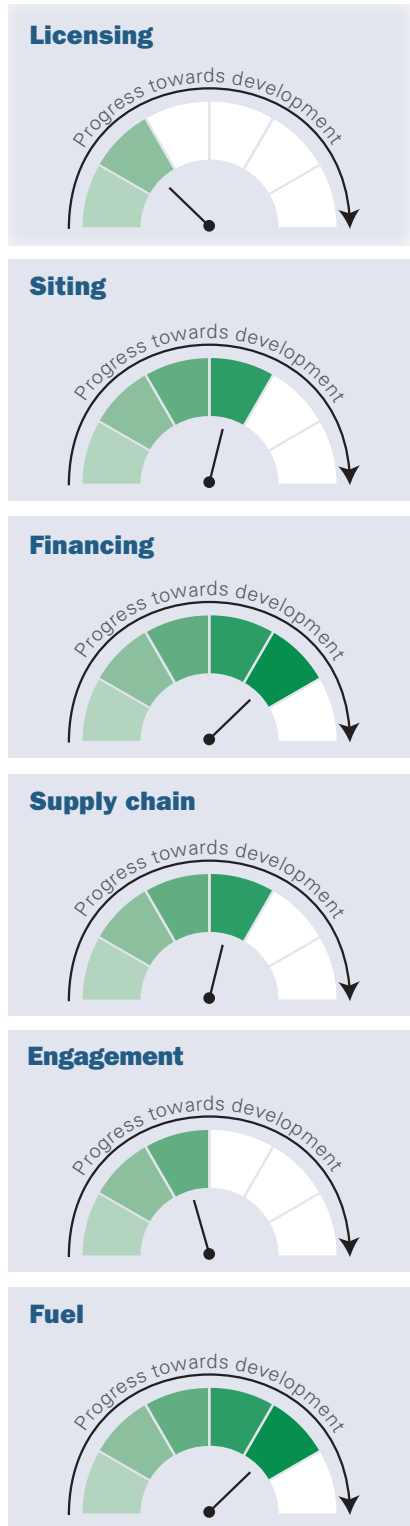 Licensing
Progress towards development
Siting
Progress towards development
Financing
Progress towards development
Supply chain
Progress towards development
Engagement
Progress towards development
Fuel
Progress towards development